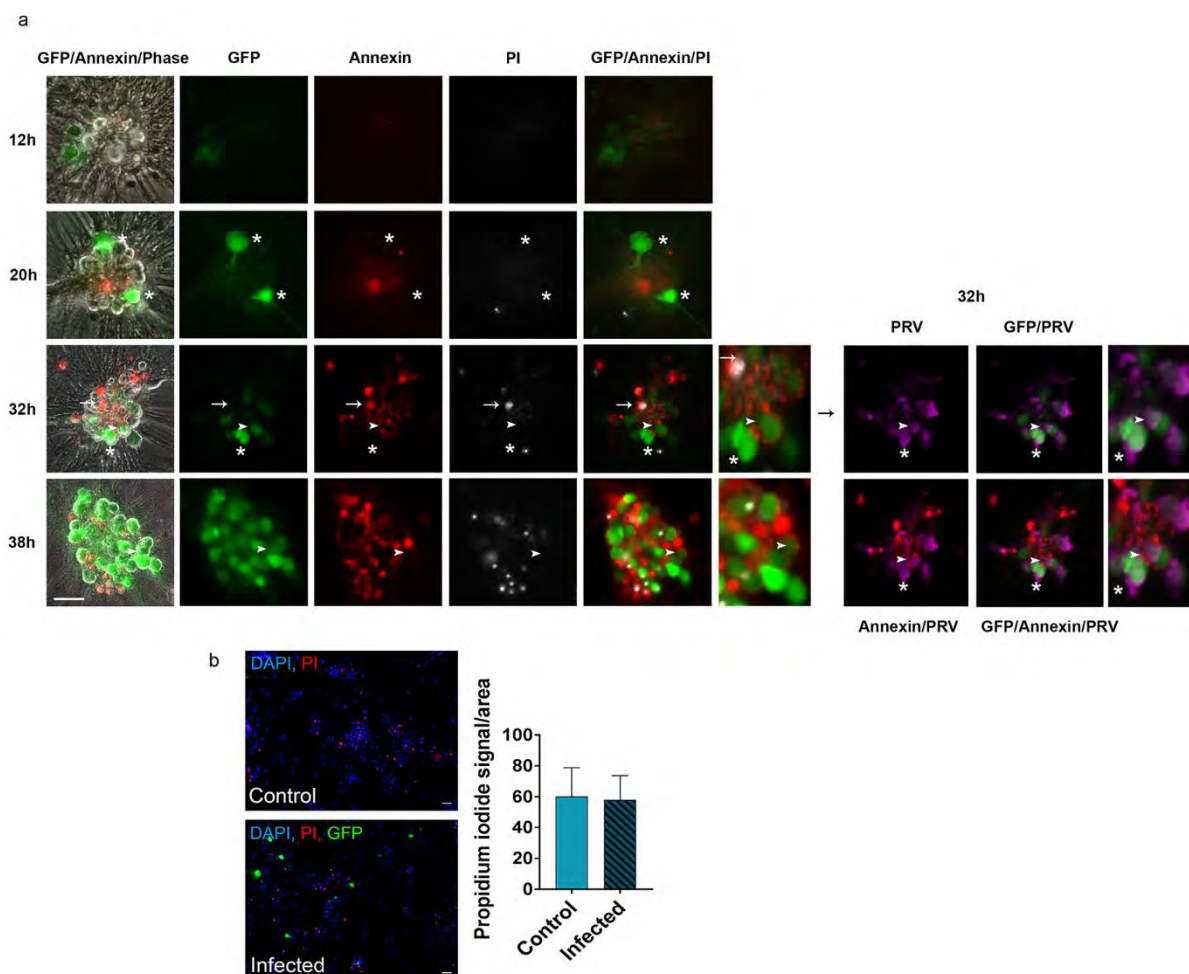 a
GFP/Annexin/Phase GFP Annexin PI GFP/Annexin/PI
12h
20h
* * * * *
* * * * *
32h
PRV GFP/PRV
32h
* * * * * *
* * *
38h
* * *
Annexin/PRV GFP/Annexin/PRV
b
DAPI, PI
Control
DAPI, PI, GFP
Infected
Propidium iodide signal/area
100
80
60
40
20
0
Control
Infected